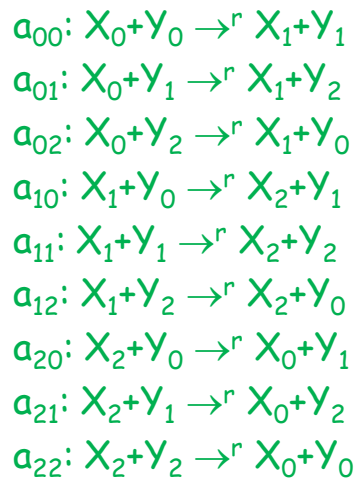 a₀₀: X₀+Y₀ →ʳ X₁+Y₁
a₀₁: X₀+Y₁ →ʳ X₁+Y₂
a₀₂: X₀+Y₂ →ʳ X₁+Y₀
a₁₀: X₁+Y₀ →ʳ X₂+Y₁
a₁₁: X₁+Y₁ →ʳ X₂+Y₂
a₁₂: X₁+Y₂ →ʳ X₂+Y₀
a₂₀: X₂+Y₀ →ʳ X₀+Y₁
a₂₁: X₂+Y₁ →ʳ X₀+Y₂
a₂₂: X₂+Y₂ →ʳ X₀+Y₀